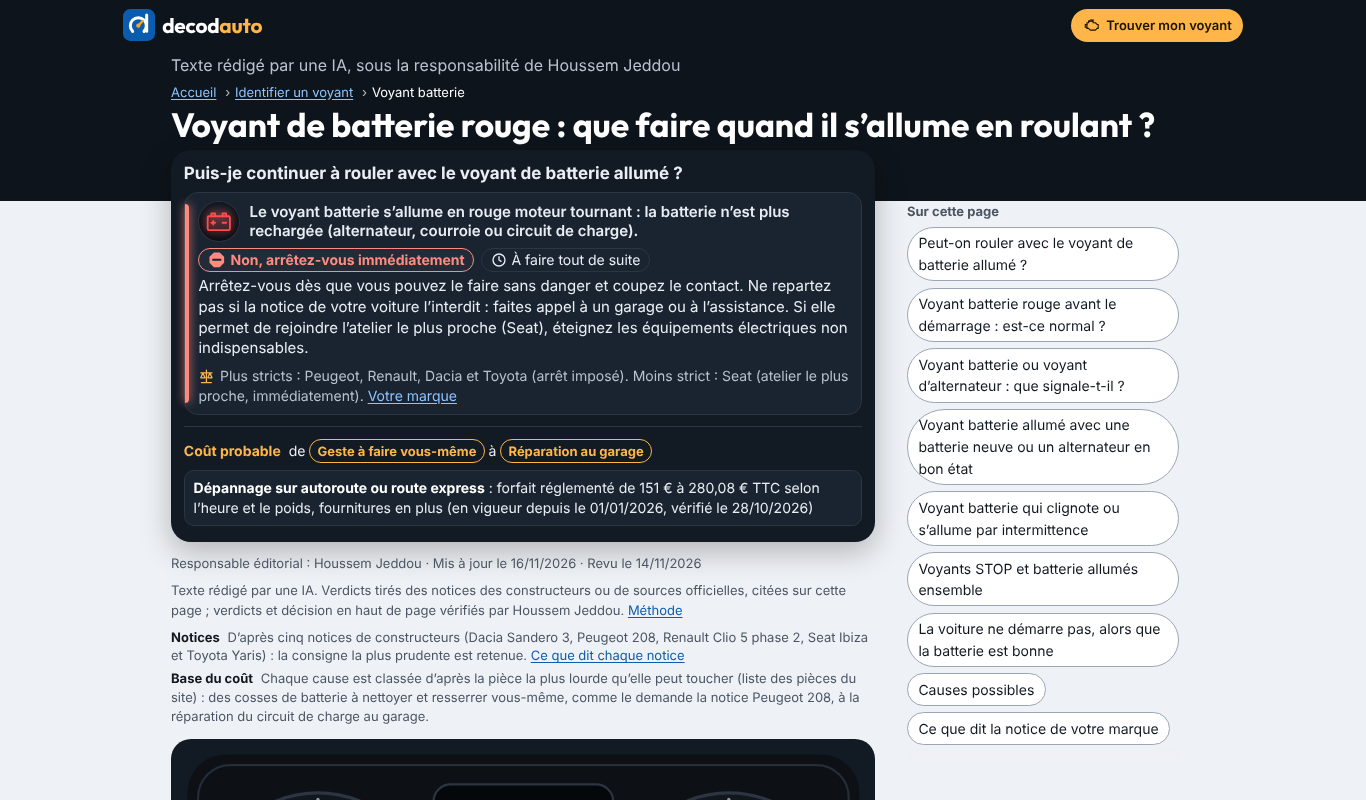 decodauto
Trouver mon voyant
Texte rédigé par une IA, sous la responsabilité de Houssem Jeddou
Accueil › Identifier un voyant › Voyant batterie
Voyant de batterie rouge : que faire quand il s’allume en roulant ?
Puis-je continuer à rouler avec le voyant de batterie allumé ?
Le voyant batterie s’allume en rouge moteur tournant : la batterie n’est plus
rechargée (alternateur, courroie ou circuit de charge).
Non, arrêtez-vous immédiatement
À faire tout de suite
Arrêtez-vous dès que vous pouvez le faire sans danger et coupez le contact. Ne repartez
pas si la notice de votre voiture l’interdit : faites appel à un garage ou à l’assistance. Si elle
permet de rejoindre l’atelier le plus proche (Seat), éteignez les équipements électriques non
indispensables.
Plus stricts : Peugeot, Renault, Dacia et Toyota (arrêt imposé). Moins strict : Seat (atelier le plus
proche, immédiatement). Votre marque
Coût probable de Geste à faire vous-même à Réparation au garage
Dépannage sur autoroute ou route express : forfait réglementé de 151 € à 280,08 € TTC selon
l’heure et le poids, fournitures en plus (en vigueur depuis le 01/01/2026, vérifié le 28/10/2026)
Responsable éditorial : Houssem Jeddou · Mis à jour le 16/11/2026 · Revu le 14/11/2026
Texte rédigé par une IA. Verdicts tirés des notices des constructeurs ou de sources officielles, citées sur cette
page ; verdicts et décision en haut de page vérifiés par Houssem Jeddou. Méthode
Notices D’après cinq notices de constructeurs (Dacia Sandero 3, Peugeot 208, Renault Clio 5 phase 2, Seat Ibiza
et Toyota Yaris) : la consigne la plus prudente est retenue. Ce que dit chaque notice
Base du coût Chaque cause est classée d’après la pièce la plus lourde qu’elle peut toucher (liste des pièces du
site) : des cosses de batterie à nettoyer et resserrer vous-même, comme le demande la notice Peugeot 208, à la
réparation du circuit de charge au garage.
Sur cette page
Peut-on rouler avec le voyant de
batterie allumé ?
Voyant batterie rouge avant le
démarrage : est-ce normal ?
Voyant batterie ou voyant
d’alternateur : que signale-t-il ?
Voyant batterie allumé avec une
batterie neuve ou un alternateur en
bon état
Voyant batterie qui clignote ou
s’allume par intermittence
Voyants STOP et batterie allumés
ensemble
La voiture ne démarre pas, alors que
la batterie est bonne
Causes possibles
Ce que dit la notice de votre marque